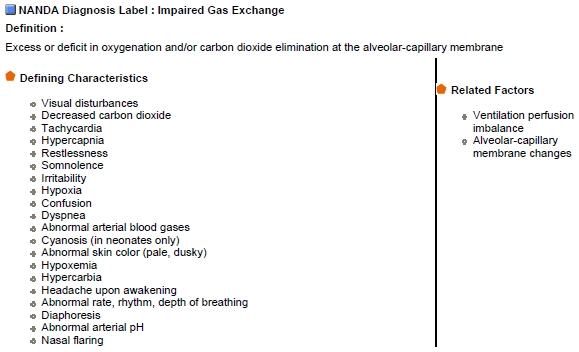 NANDA Diagnosis Label : Impaired Gas Exchange
Definition :
Excess or deficit in oxygenation and/or carbon dioxide elimination at the alveolar-capillary membrane
Defining Characteristics
Visual disturbances
Decreased carbon dioxide
Tachycardia
Hypercapnia
Restlessness
Somnolence
Irritability
Hypoxia
Confusion
Dyspnea
Abnormal arterial blood gases
Cyanosis (in neonates only)
Abnormal skin color (pale, dusky)
Hypoxemia
Hypercarbia
Headache upon awakening
Abnormal rate, rhythm, depth of breathing
Diaphoresis
Abnormal arterial pH
Nasal flaring
Related Factors
Ventilation perfusion
imbalance
Alveolar-capillary
membrane changes